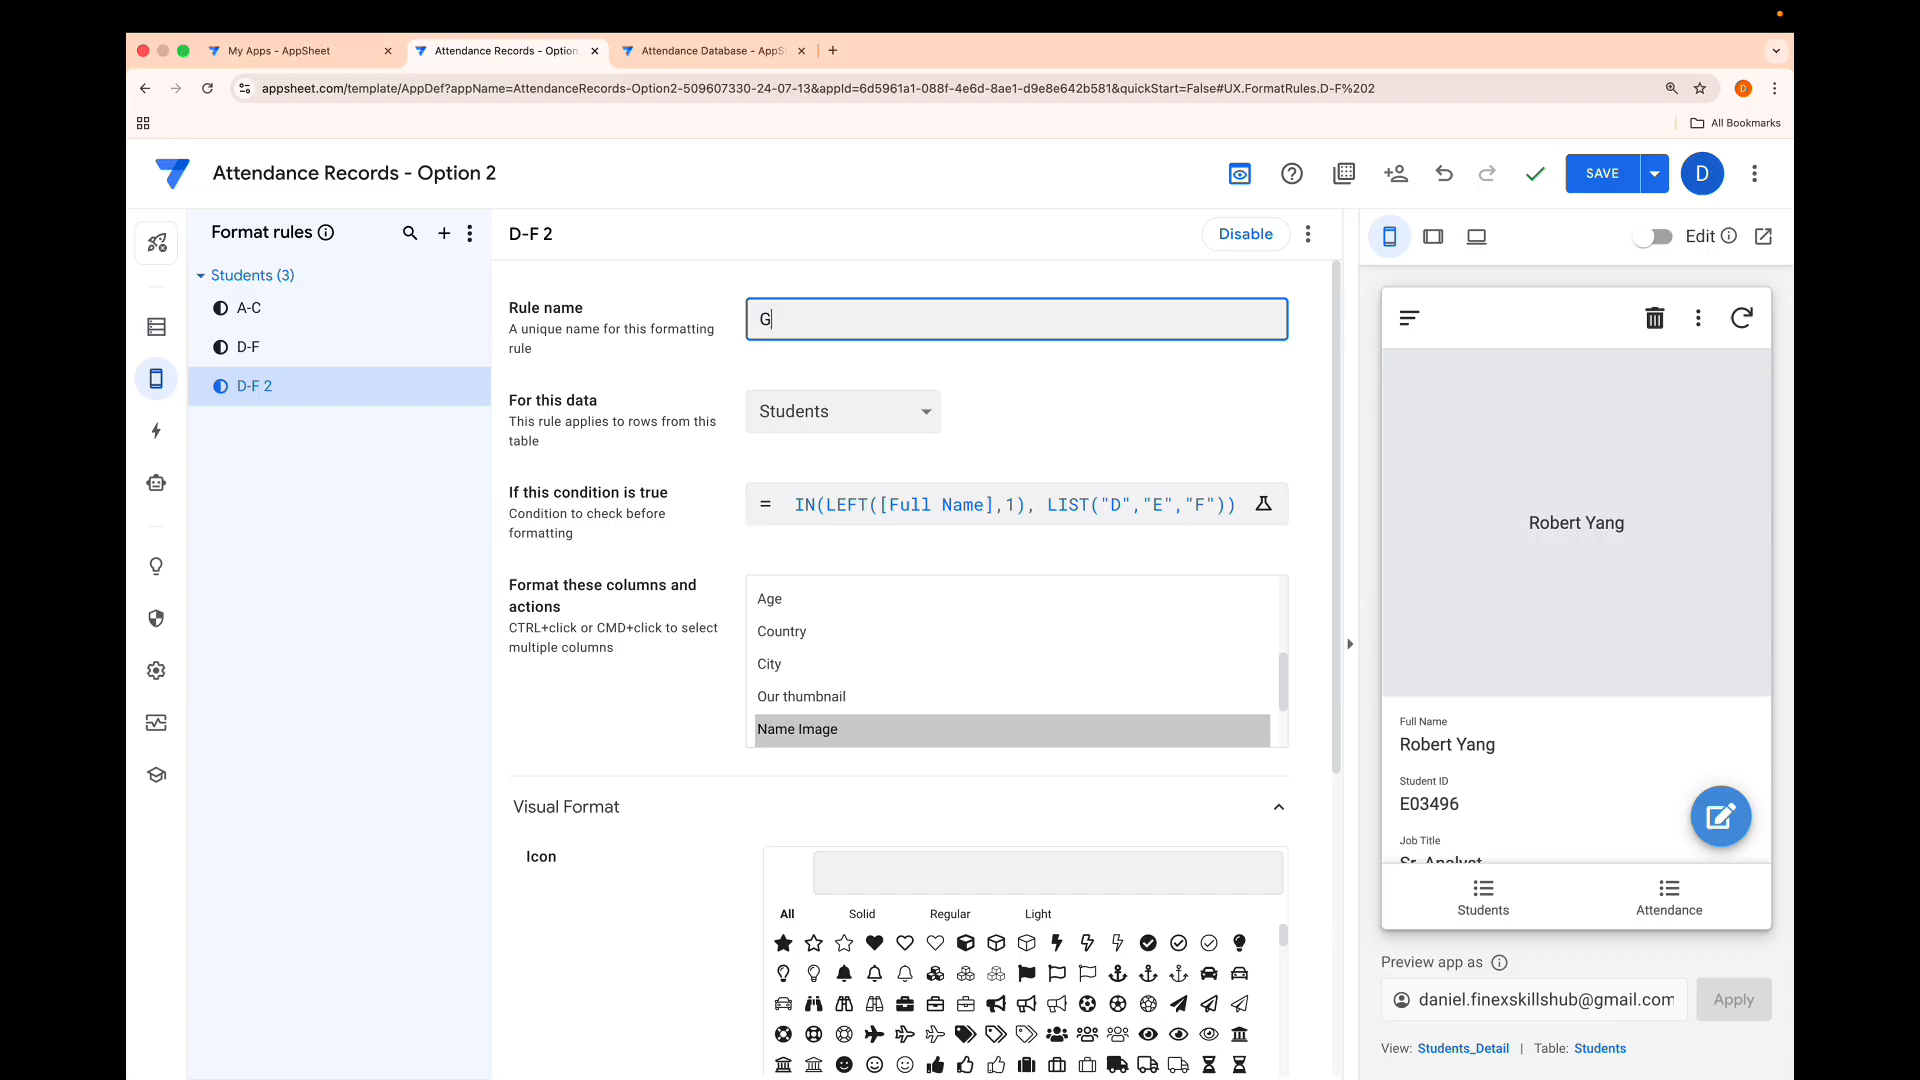 My Apps - AppSheet
Attendance Records - Option
Attendance Database - AppS
appsheet.com/template/AppDef?appName=AttendanceRecords-Option2-509607330-24-07-13&appId=6d5961a1-088f-4e6d-8ae1-d9e8e642b581&quickStart=False#UX.FormatRules.D-F%202
D
All Bookmarks
Attendance Records - Option 2
SAVE
D
Format rules
Students (3)
A-C
D-F
D-F 2
D-F 2
Disable
Rule name
A unique name for this formatting
rule
G
For this data
This rule applies to rows from this
table
Students
If this condition is true
Condition to check before
formatting
= IN(LEFT([Full Name],1), LIST("D","E","F"))
Format these columns and
actions
CTRL+click or CMD+click to select
multiple columns
Age
Country
City
Our thumbnail
Name Image
Visual Format
Icon
All
Solid
Regular
Light
Edit
Robert Yang
Full Name
Robert Yang
Student ID
E03496
Job Title
Sr. Analyst
Students
Attendance
Preview app as
daniel.finexskillshub@gmail.com
Apply
View: Students_Detail | Table: Students